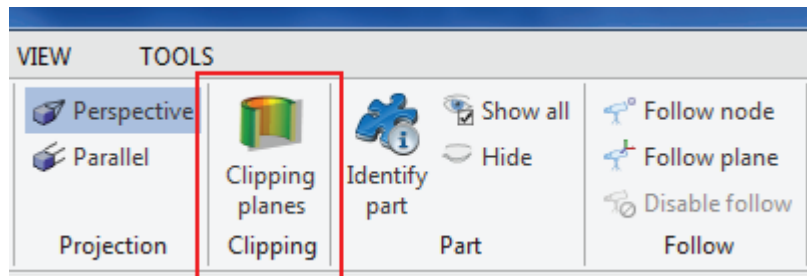 VIEW TOOLS
Perspective
Parallel
Projection
Clipping
planes
Clipping
Identify
part
Show all
Hide
Part
Follow node
Follow plane
Disable follow
Follow